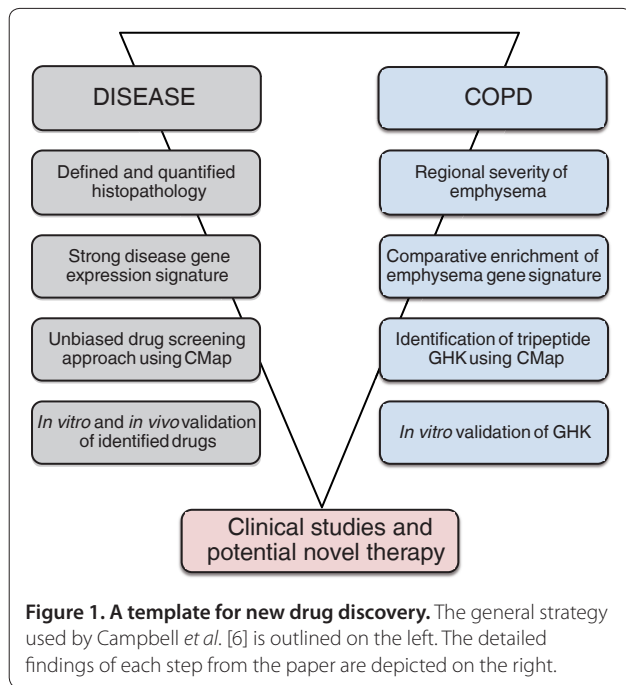 DISEASE
COPD
Defined and quantified
histopathology
Regional severity of
emphysema
Strong disease gene
expression signature
Comparative enrichment of
emphysema gene signature
Unbiased drug screening
approach using CMap
Identification of tripeptide
GHK using CMap
In vitro and in vivo validation
of identified drugs
In vitro validation of GHK
Clinical studies and
potential novel therapy
Figure 1. A template for new drug discovery. The general strategy
used by Campbell et al. [6] is outlined on the left. The detailed
findings of each step from the paper are depicted on the right.